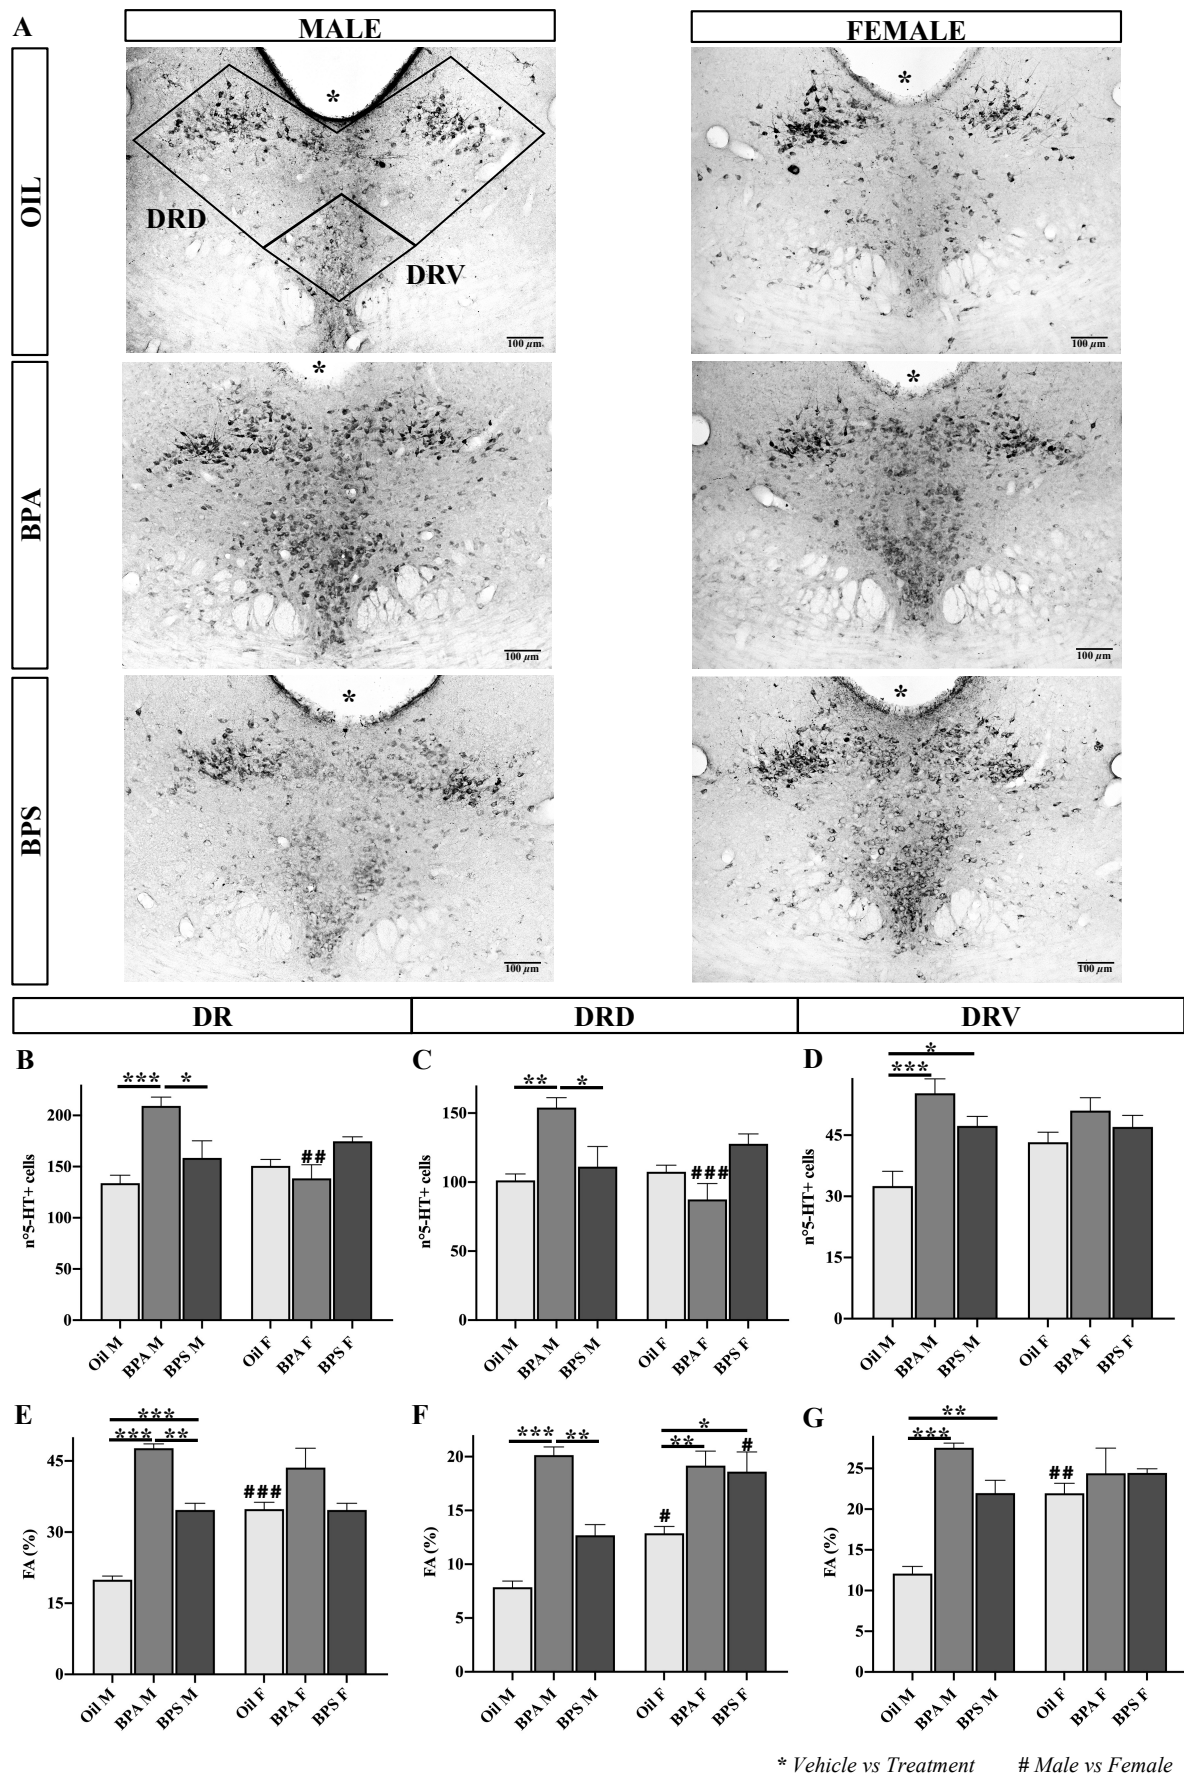 A
MALE
FEMALE
OIL
*
DRD
DRV
100 µm
*
100 µm
BPA
*
100 µm
*
100 µm
BPS
*
100 µm
*
100 µm
DR
DRD
DRV
B
n°5-HT+ cells
200
150
100
50
0
*** *
##
Oil M BPA M BPS M Oil F BPA F BPS F
C
n°5-HT+ cells
150
100
50
0
** *
###
Oil M BPA M BPS M Oil F BPA F BPS F
D
n°5-HT+ cells
45
30
15
0
*
***
Oil M BPA M BPS M Oil F BPA F BPS F
E
FA (%)
45
30
15
0
***
*** **
###
Oil M BPA M BPS M Oil F BPA F BPS F
F
FA (%)
20
15
10
5
0
*** **
*
**
#
#
Oil M BPA M BPS M Oil F BPA F BPS F
G
FA (%)
25
20
15
10
5
0
**
***
##
Oil M BPA M BPS M Oil F BPA F BPS F
* Vehicle vs Treatment # Male vs Female